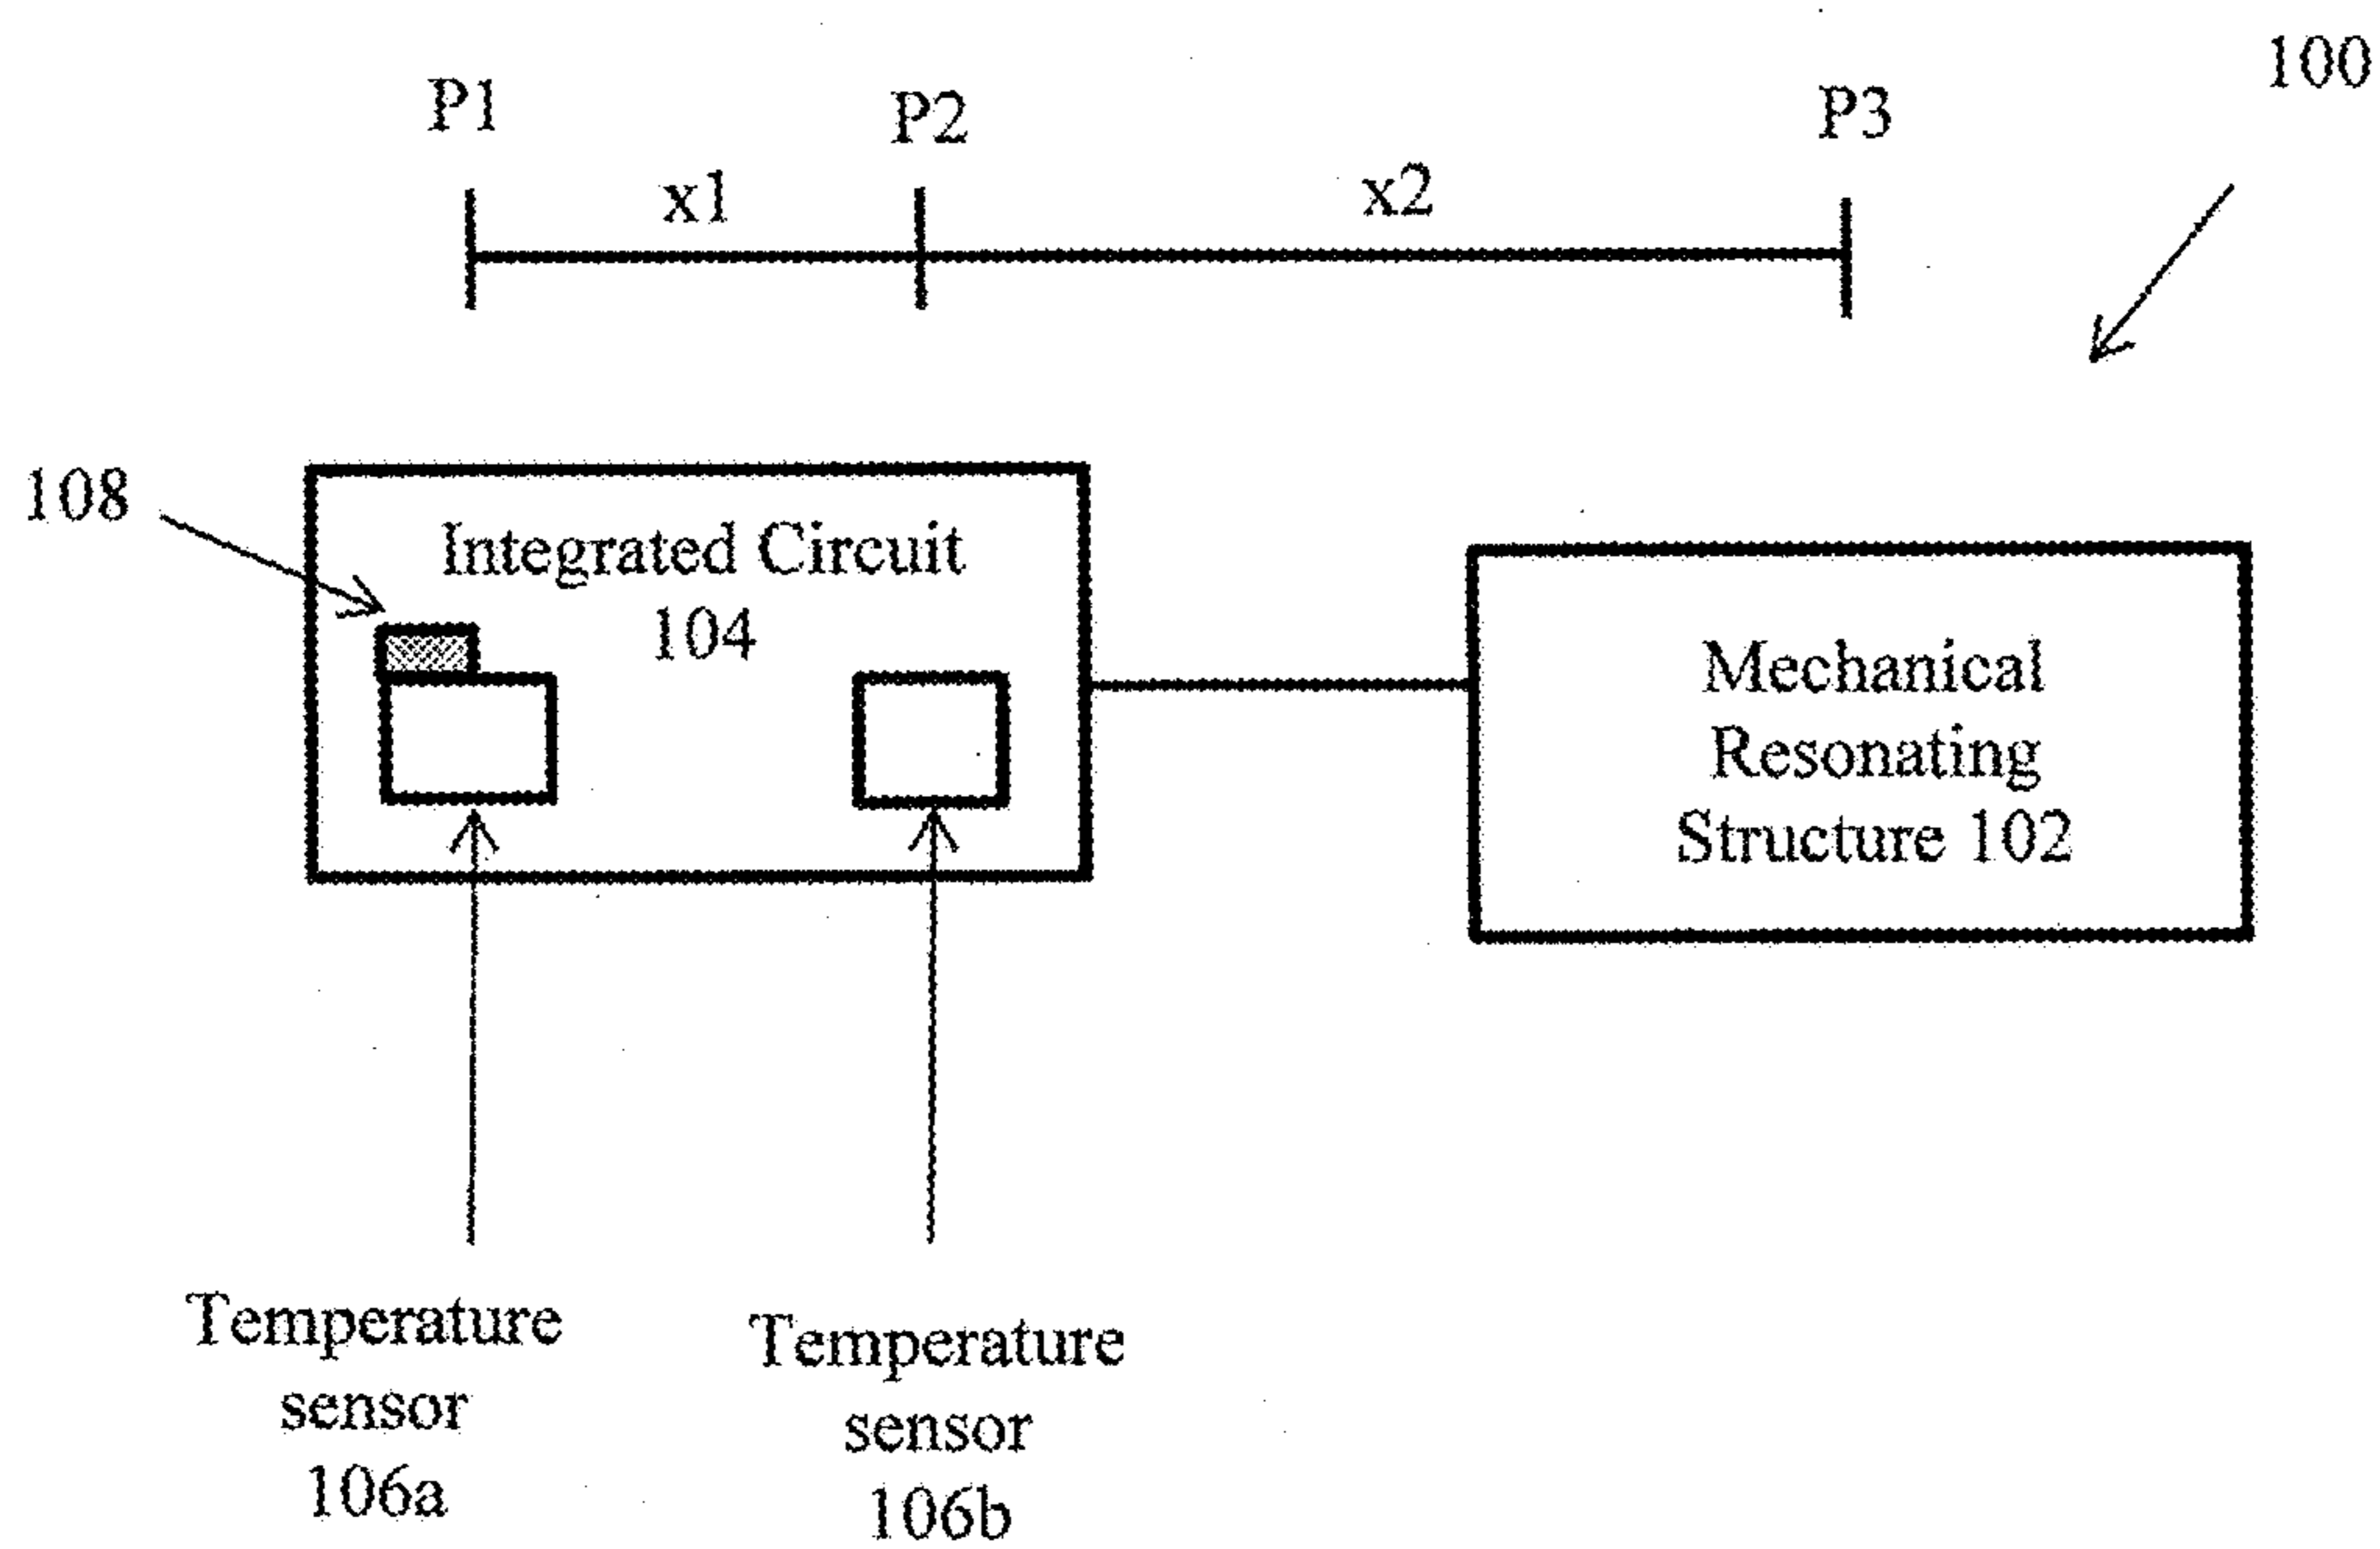 100
P1
P2
P3
x1
x2
108
Integrated Circuit
104
Mechanical
Resonating
Structure 102
Temperature
sensor
106a
Temperature
sensor
106b